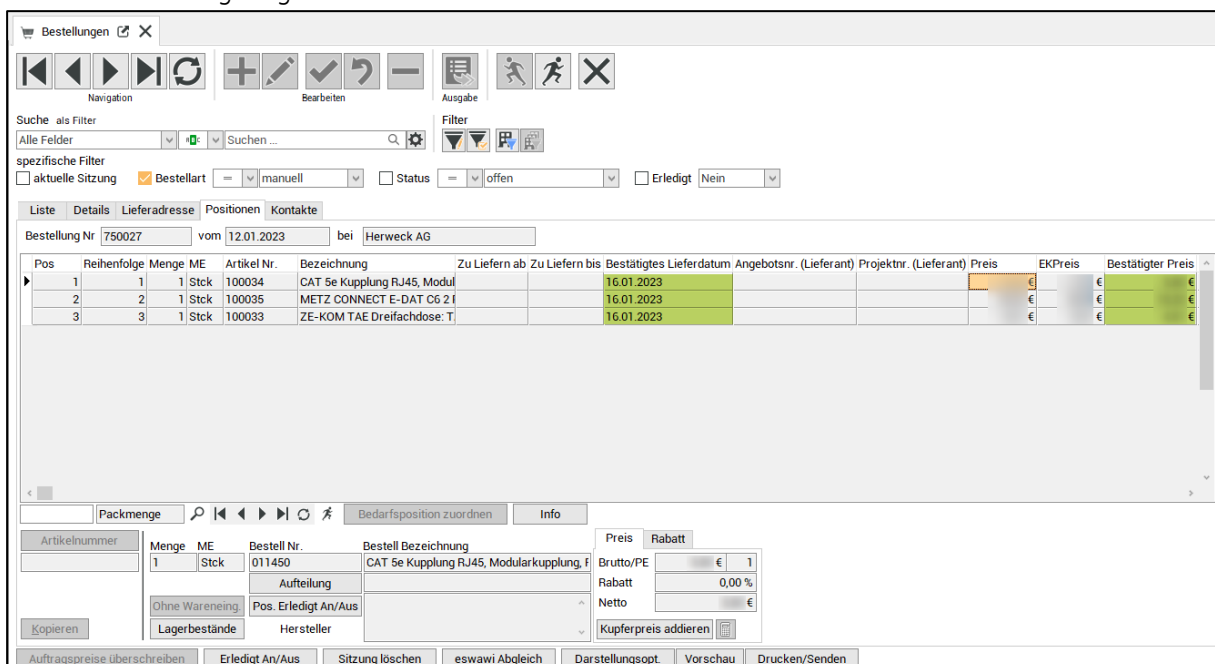 Bestellungen
Navigation Bearbeiten Ausgabe
Suche als Filter Filter
Alle Felder Suchen ...
spezifische Filter
aktuelle Sitzung Bestellart = manuell Status = offen Erledigt Nein
Liste Details Lieferadresse Positionen Kontakte
Bestellung Nr 750027 vom 12.01.2023 bei Herweck AG
Pos Reihenfolge Menge ME Artikel Nr. Bezeichnung Zu Liefern ab Zu Liefern bis Bestätigtes Lieferdatum Angebotsnr. (Lieferant) Projektnr. (Lieferant) Preis EKPreis Bestätigter Preis
1 1 1 Stck 100034 CAT 5e Kupplung RJ45, Modul 16.01.2023 € € €
2 2 1 Stck 100035 METZ CONNECT E-DAT C6 2 16.01.2023 € € €
3 3 1 Stck 100033 ZE-KOM TAE Dreifachdose: T 16.01.2023 € € €
Packmenge Bedarfsposition zuordnen Info
Artikelnummer Menge ME Bestell Nr. Bestell Bezeichnung Preis Rabatt
1 Stck 011450 CAT 5e Kupplung RJ45, Modularkupplung, Brutto/PE € 1
Aufteilung Rabatt 0,00 %
Ohne Wareneing. Pos. Erledigt An/Aus Netto €
Kopieren Lagerbestände Hersteller Kupferpreis addieren
Auftragspreise überschreiben Erledigt An/Aus Sitzung löschen eswawi Abgleich Darstellungsopt. Vorschau Drucken/Senden